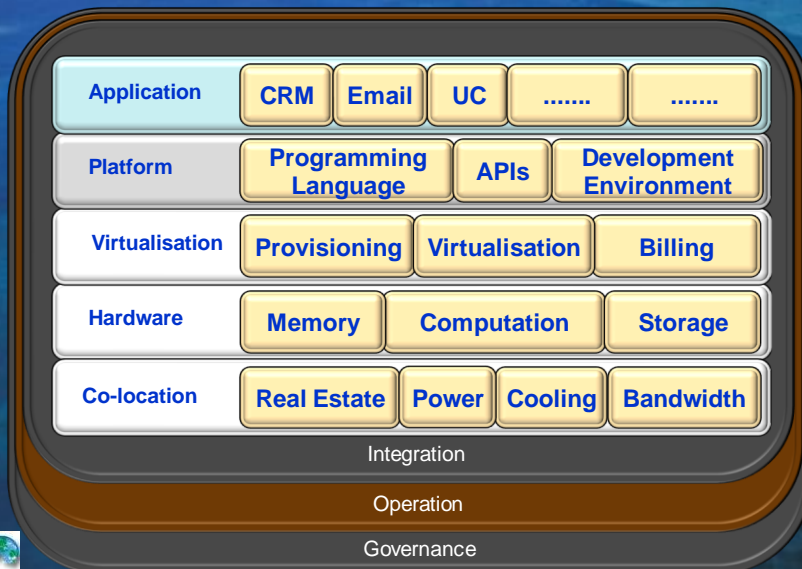 Application
CRM
Email
UC
.......
.......
Platform
Programming
Language
APIs
Development
Environment
Virtualisation
Provisioning
Virtualisation
Billing
Hardware
Memory
Computation
Storage
Co-location
Real Estate
Power
Cooling
Bandwidth
Integration
Operation
Governance